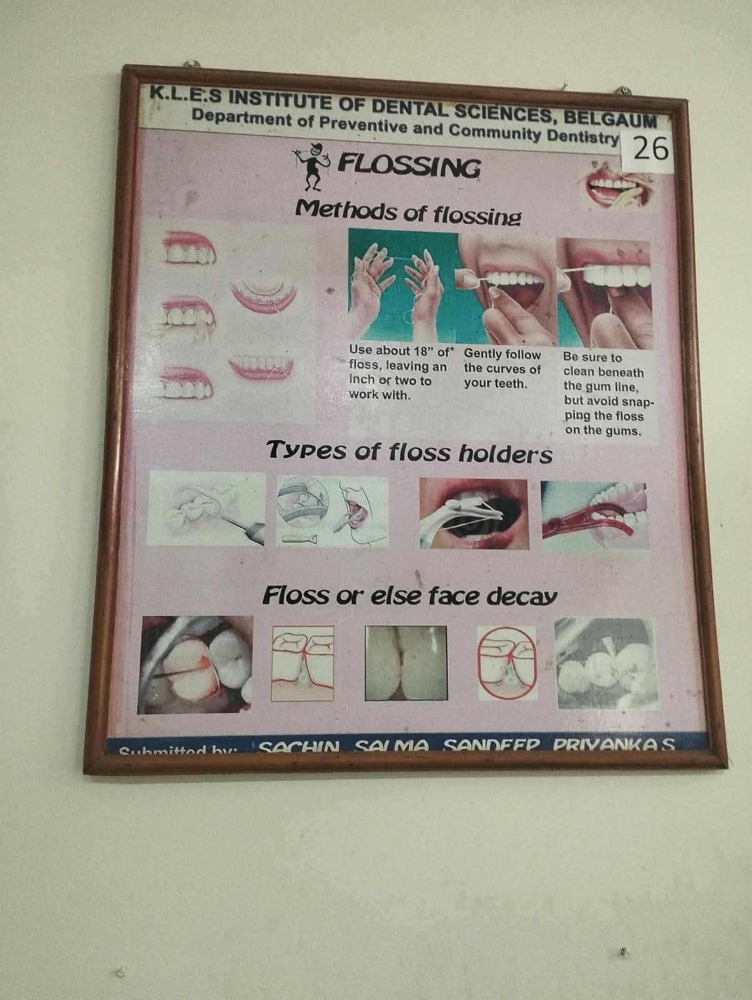 K.L.E.S INSTITUTE OF DENTAL SCIENCES, BELGAUM
Department of Preventive and Community Dentistry
26
FLOSSING
Methods of flossing
Use about 18" of
floss, leaving an
inch or two to
work with.
Gently follow
the curves of
your teeth.
Be sure to
clean beneath
the gum line,
but avoid snap-
ping the floss
on the gums.
Types of floss holders
Floss or else face decay
Submitted by: SACHIN SALMA SANDEEP PRIYANKA S